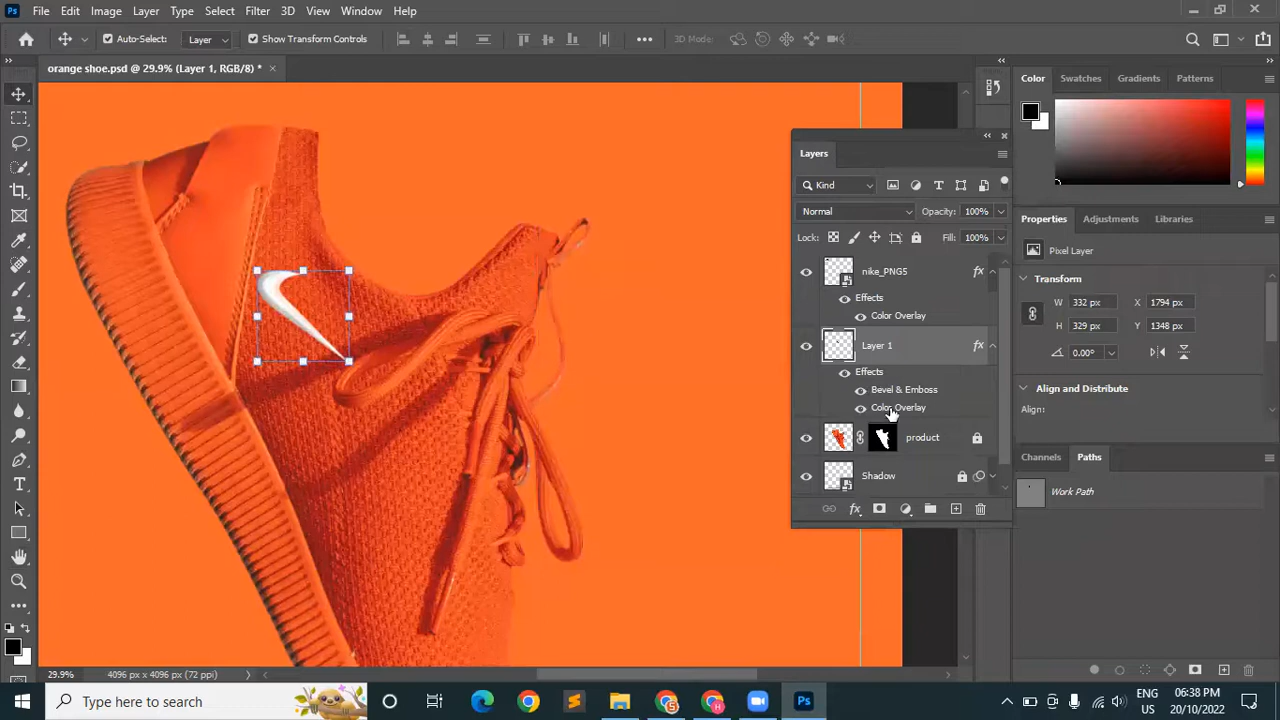 Ps File Edit Image Layer Type Select Filter 3D View Window Help
Auto-Select: Layer Show Transform Controls 3D Mode:
orange shoe.psd @ 29.9% (Layer 1, RGB/8) *
Color Swatches Gradients Patterns
Layers
Kind
Normal Opacity: 100%
Lock: Fill: 100%
nike_PNG5 fx
Effects
Color Overlay
Layer 1 fx
Effects
Bevel & Emboss
Color Overlay
product
Shadow
fx
Properties Adjustments Libraries
Pixel Layer
Transform
W 332 px X 1794 px
H 329 px Y 1348 px
0.00°
Align and Distribute
Align:
Channels Paths
Work Path
29.9% 4096 px x 4096 px (72 ppi)
Type here to search
Ps
ENG
US
06:38 PM
20/10/2022